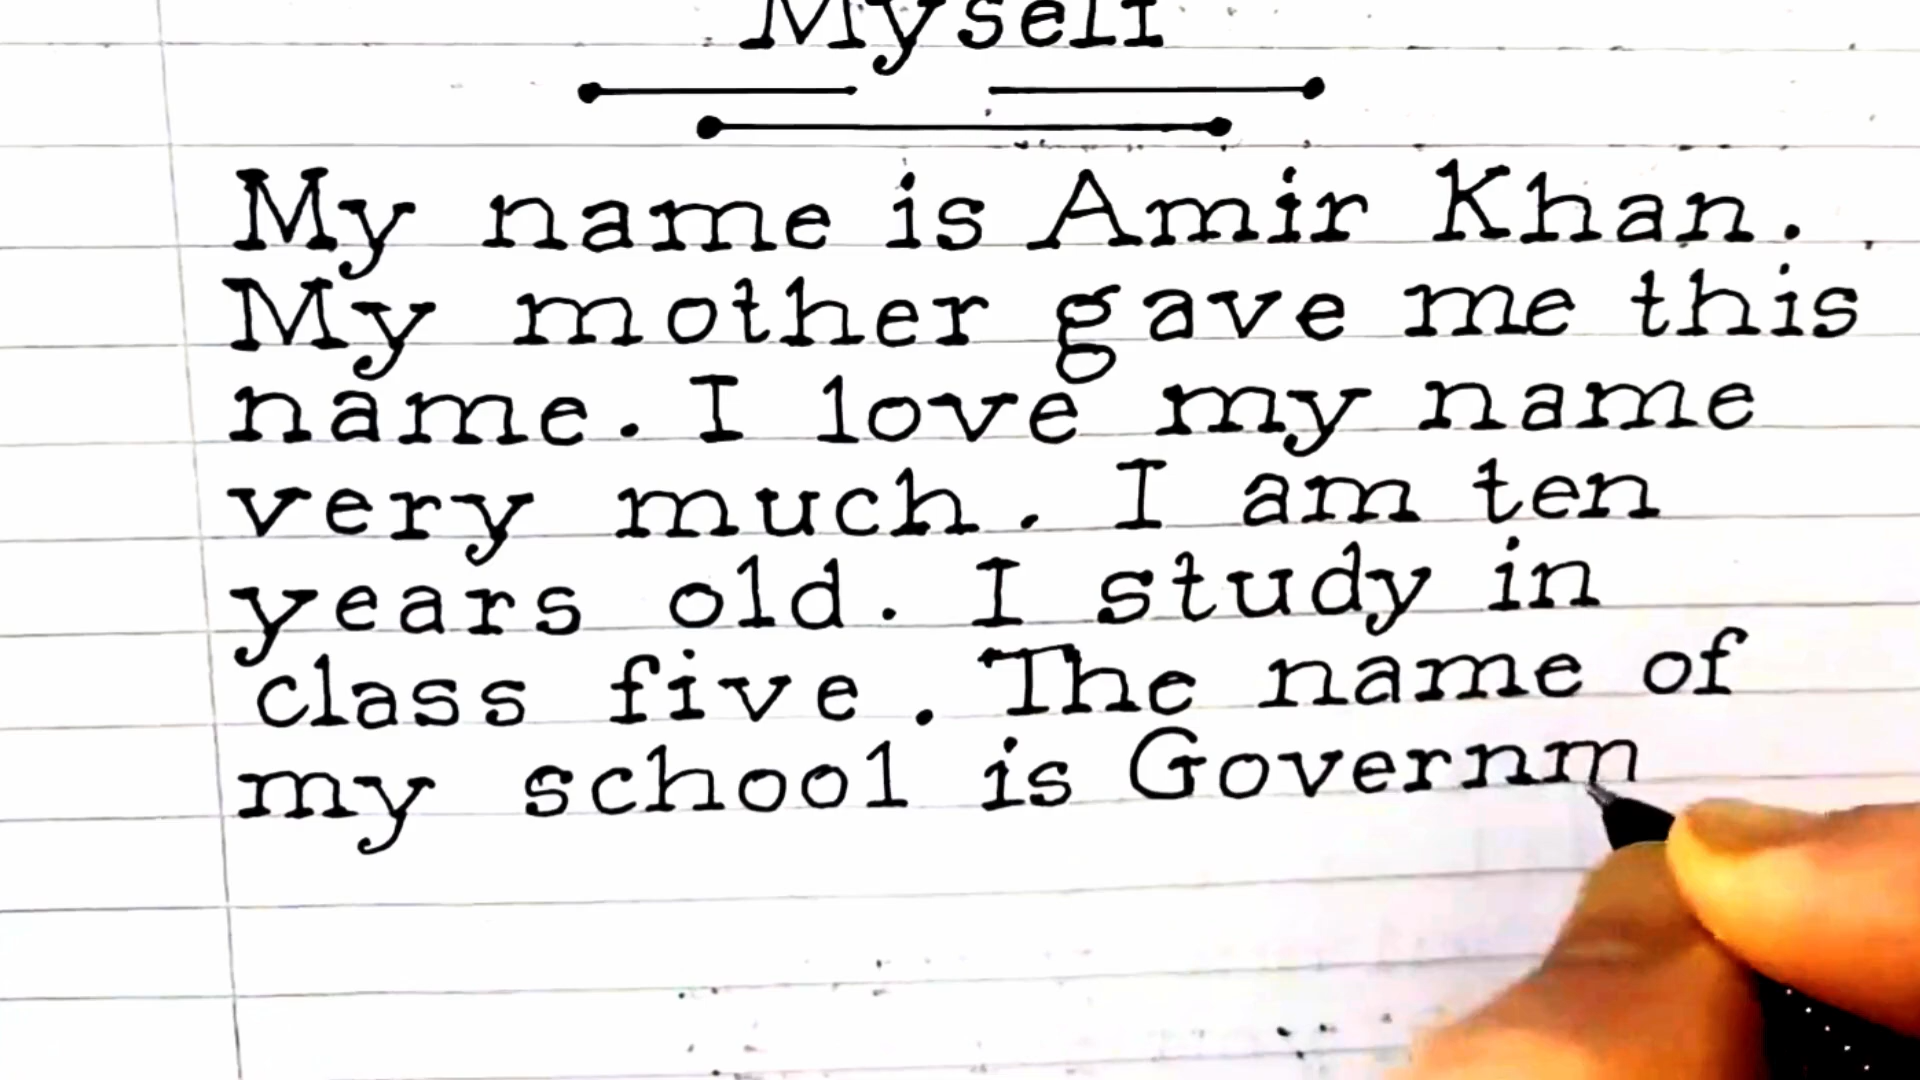 Myself
My name is Amir Khan.
My mother gave me this
name. I love my name
very much. I am ten
years old. I study in
class five. The name of
my school is Governm